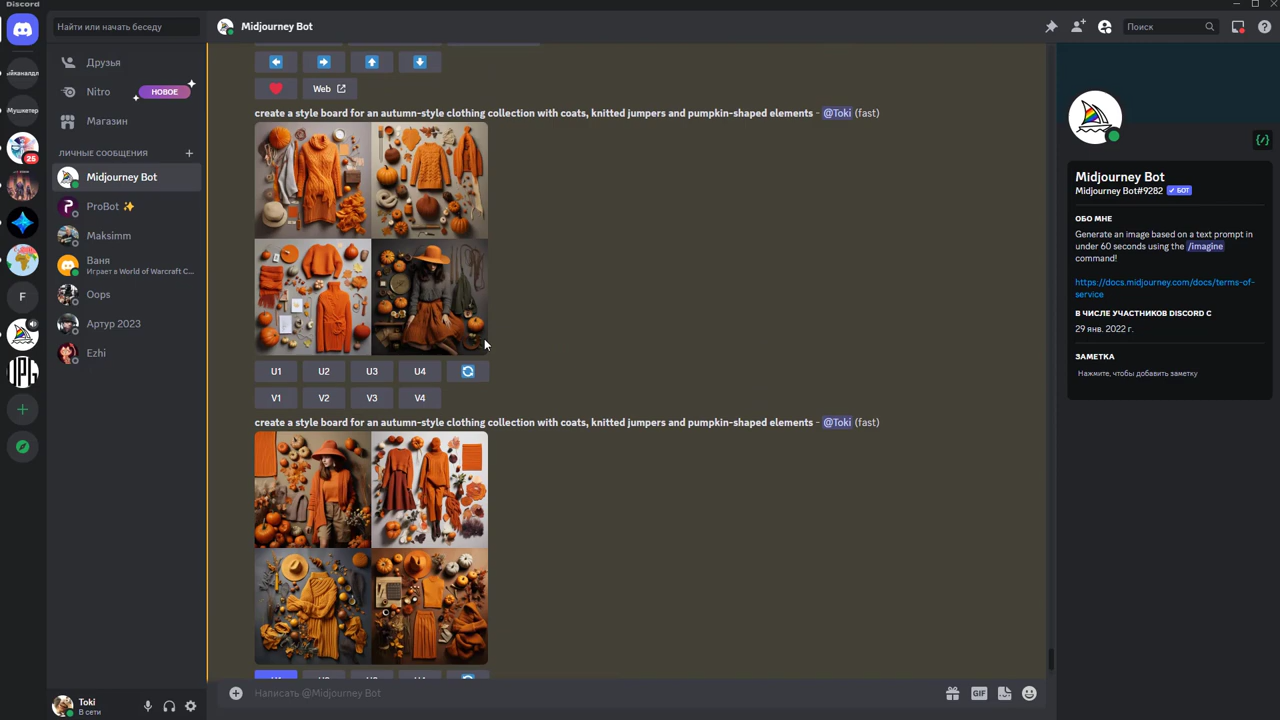 Discord
Найти или начать беседу
Midjourney Bot
Поиск
Друзья
Nitro
НОВОЕ
Магазин
ЛИЧНЫЕ СООБЩЕНИЯ
Midjourney Bot
ProBot
Maksimm
Ваня
Играет в World of Warcraft C...
Oops
Артур 2023
Ezhi
Мушкетер
25
F
Toki
В сети
Web
create a style board for an autumn-style clothing collection with coats, knitted jumpers and pumpkin-shaped elements - @Toki (fast)
U1 U2 U3 U4
V1 V2 V3 V4
create a style board for an autumn-style clothing collection with coats, knitted jumpers and pumpkin-shaped elements - @Toki (fast)
Написать @Midjourney Bot
GIF
Midjourney Bot
Midjourney Bot#9282 БОТ
ОБО МНЕ
Generate an image based on a text prompt in
under 60 seconds using the /imagine
command!
https://docs.midjourney.com/docs/terms-of-
service
В ЧИСЛЕ УЧАСТНИКОВ DISCORD С
29 янв. 2022 г.
ЗАМЕТКА
Нажмите, чтобы добавить заметку